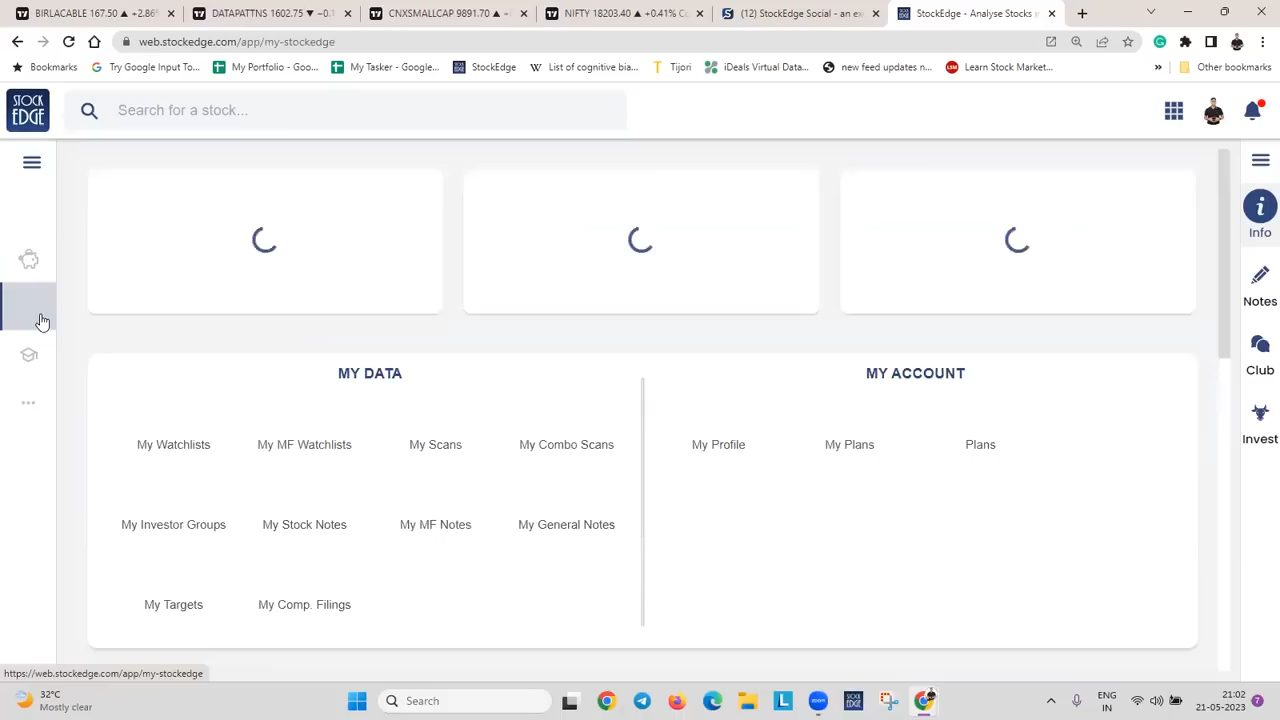 BIRLACABLE 167.50 ▲ +2.86%
DATAPATTNS 1602.75 ▼ −0.
CNXSMALLCAP 9891.70 ▲ +
NIFTY 18203.40 ▲ +0.41%
(12) StockEdge Social - an ex
StockEdge - Analyse Stocks
web.stockedge.com/app/my-stockedge
Bookmarks
Try Google Input To...
My Portfolio - Goo...
My Tasker - Google...
StockEdge
List of cognitive bia...
Tijori
iDeals Virtual Data...
new feed updates n...
Learn Stock Market...
»
Other bookmarks
STOCK
EDGE
Search for a stock...
Info
Notes
Club
Invest
MY DATA
MY ACCOUNT
My Watchlists
My MF Watchlists
My Scans
My Combo Scans
My Profile
My Plans
Plans
My Investor Groups
My Stock Notes
My MF Notes
My General Notes
My Targets
My Comp. Filings
https://web.stockedge.com/app/my-stockedge
32°C
Mostly clear
Search
ENG
IN
21:02
21-05-2023
7